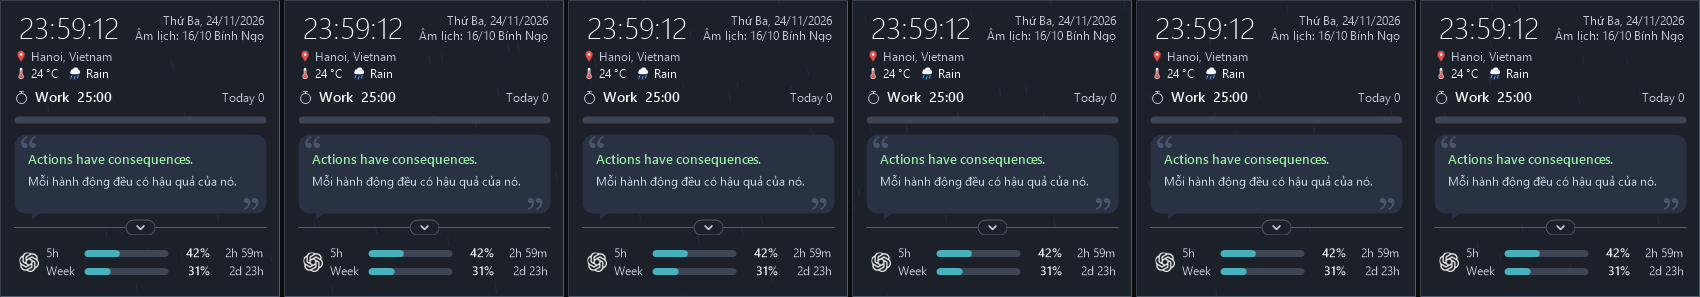 23:59:12
Thứ Ba, 24/11/2026
Âm lịch: 16/10 Bính Ngọ
Hanoi, Vietnam
24 °C Rain
Work 25:00 Today 0
“
Actions have consequences.
Mỗi hành động đều có hậu quả của nó.
”
5h 42% 2h 59m
Week 31% 2d 23h
23:59:12
Thứ Ba, 24/11/2026
Âm lịch: 16/10 Bính Ngọ
Hanoi, Vietnam
24 °C Rain
Work 25:00 Today 0
“
Actions have consequences.
Mỗi hành động đều có hậu quả của nó.
”
5h 42% 2h 59m
Week 31% 2d 23h
23:59:12
Thứ Ba, 24/11/2026
Âm lịch: 16/10 Bính Ngọ
Hanoi, Vietnam
24 °C Rain
Work 25:00 Today 0
“
Actions have consequences.
Mỗi hành động đều có hậu quả của nó.
”
5h 42% 2h 59m
Week 31% 2d 23h
23:59:12
Thứ Ba, 24/11/2026
Âm lịch: 16/10 Bính Ngọ
Hanoi, Vietnam
24 °C Rain
Work 25:00 Today 0
“
Actions have consequences.
Mỗi hành động đều có hậu quả của nó.
”
5h 42% 2h 59m
Week 31% 2d 23h
23:59:12
Thứ Ba, 24/11/2026
Âm lịch: 16/10 Bính Ngọ
Hanoi, Vietnam
24 °C Rain
Work 25:00 Today 0
“
Actions have consequences.
Mỗi hành động đều có hậu quả của nó.
”
5h 42% 2h 59m
Week 31% 2d 23h
23:59:12
Thứ Ba, 24/11/2026
Âm lịch: 16/10 Bính Ngọ
Hanoi, Vietnam
24 °C Rain
Work 25:00 Today 0
“
Actions have consequences.
Mỗi hành động đều có hậu quả của nó.
”
5h 42% 2h 59m
Week 31% 2d 23h